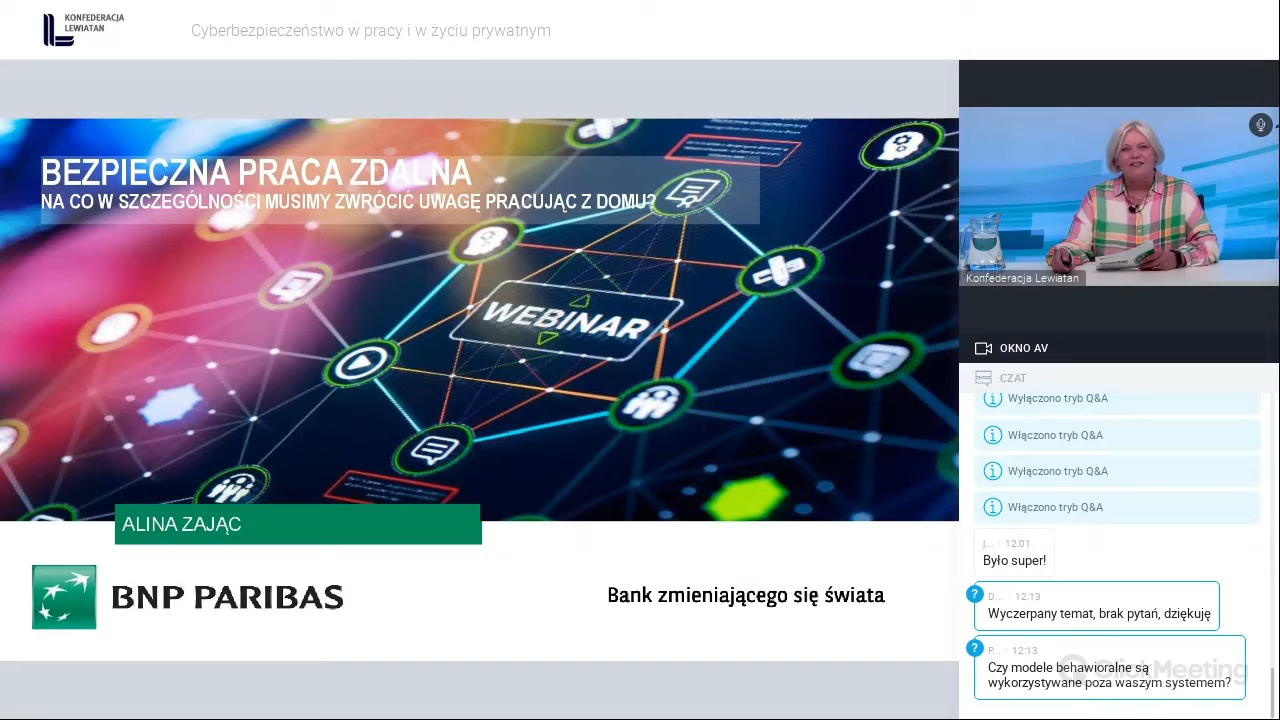 KONFEDERACJA
LEWIATAN
Cyberbezpieczeństwo w pracy i w życiu prywatnym
BEZPIECZNA PRACA ZDALNA
NA CO W SZCZEGÓLNOŚCI MUSIMY ZWRÓCIĆ UWAGĘ PRACUJĄC Z DOMU?
WEBINAR
ALINA ZAJĄC
BNP PARIBAS
Bank zmieniającego się świata
Konfederacja Lewiatan
OKNO AV
CZAT
Wyłączono tryb Q&A
Włączono tryb Q&A
Wyłączono tryb Q&A
Włączono tryb Q&A
J... 12:01
Było super!
? D... 12:13
Wyczerpany temat, brak pytań, dziękuję
? P... 12:13
Czy modele behawioralne są
wykorzystywane poza waszym systemem?
ClickMeeting